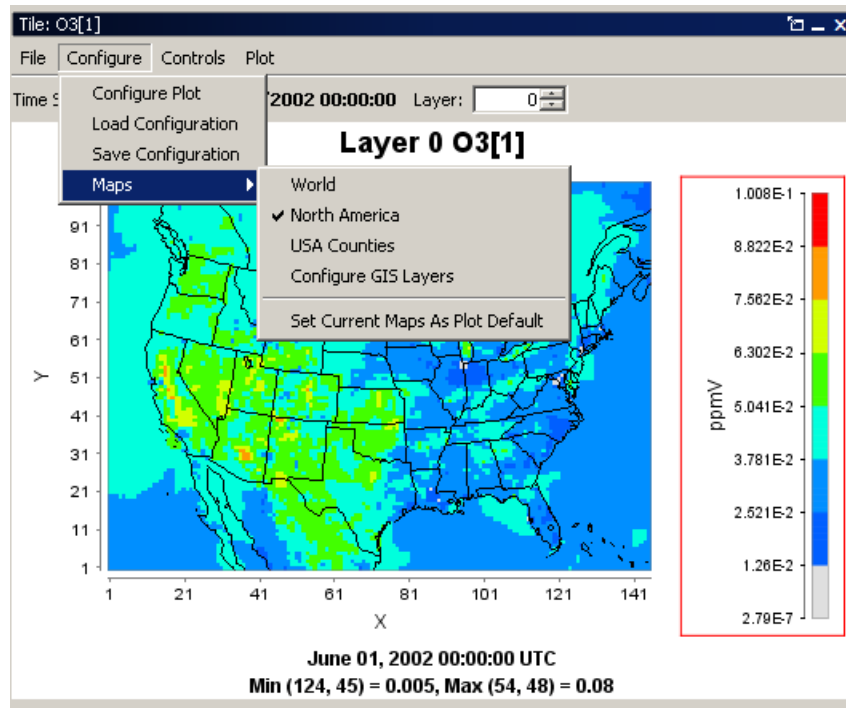 Tile: O3[1]
File Configure Controls Plot
Time S
2002 00:00:00 Layer: 0
Configure Plot
Load Configuration
Save Configuration
Maps
World
North America
USA Counties
Configure GIS Layers
Set Current Maps As Plot Default
Layer 0 O3[1]
91
81
71
61
51
41
31
21
11
1
Y
1 21 41 61 81 101 121 141
X
1.008E-1
8.822E-2
7.562E-2
6.302E-2
5.041E-2
3.781E-2
2.521E-2
1.26E-2
2.79E-7
ppmV
June 01, 2002 00:00:00 UTC
Min (124, 45) = 0.005, Max (54, 48) = 0.08